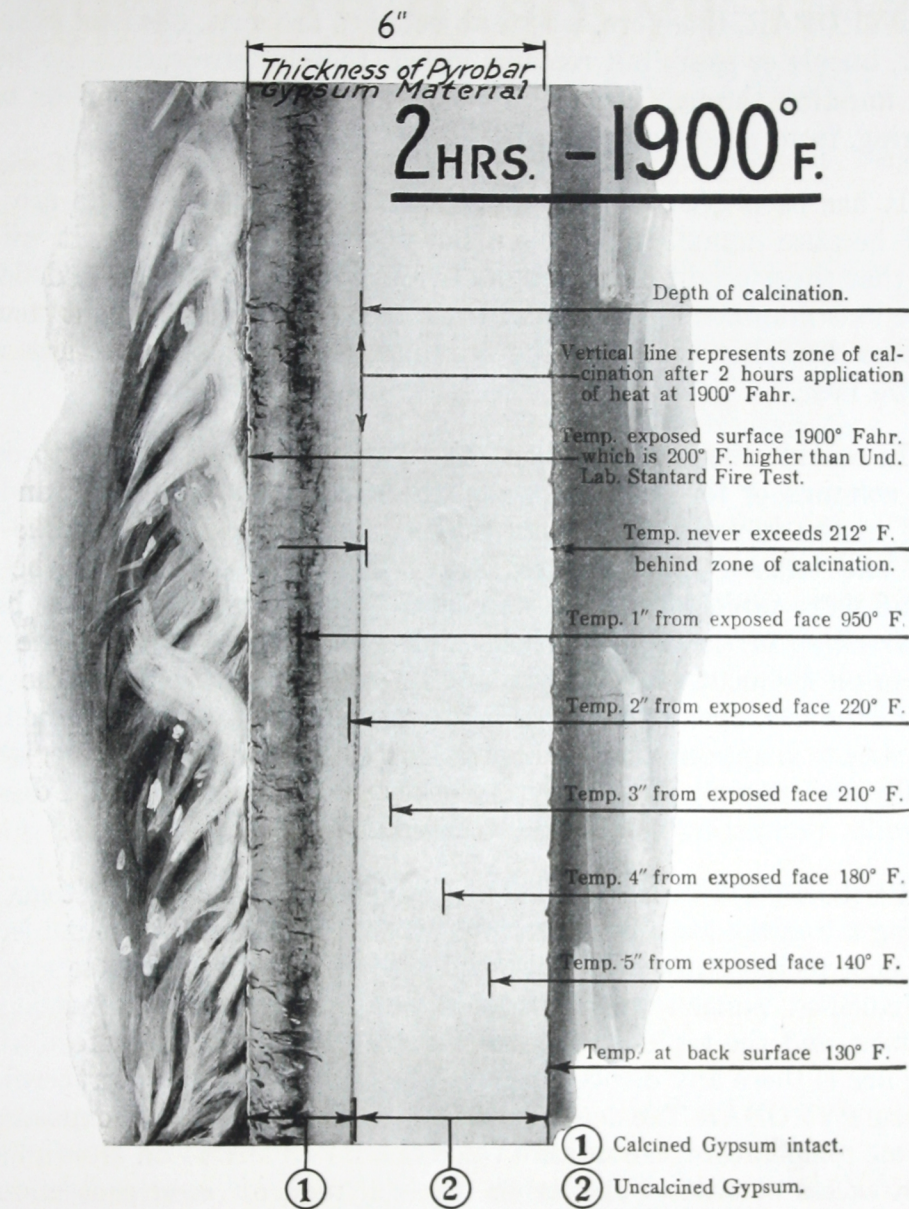 6"
Thickness of Pyrobar
Gypsum Material
2 HRS. - 1900° F.
Depth of calcination.
Vertical line represents zone of cal-
cination after 2 hours application
of heat at 1900° Fahr.
Temp. exposed surface 1900° Fahr.
which is 200° F. higher than Und.
Lab. Stantard Fire Test.
Temp. never exceeds 212° F.
behind zone of calcination.
Temp. 1" from exposed face 950° F.
Temp. 2" from exposed face 220° F.
Temp. 3" from exposed face 210° F.
Temp. 4" from exposed face 180° F.
Temp. 5" from exposed face 140° F.
Temp. at back surface 130° F.
1 Calcined Gypsum intact.
2 Uncalcined Gypsum.
1 2